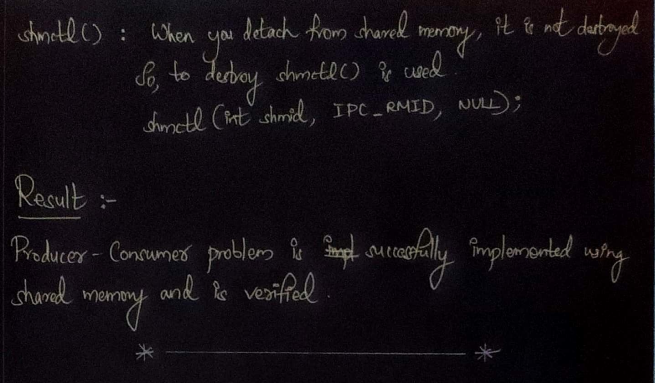 shmctl() : When you detach from shared memory, it is not destroyed
So, to destroy shmctl() is used.
shmctl (int shmid, IPC_RMID, NULL);
Result :-
Producer-Consumer problem is successfully implemented using
shared memory and is verified.